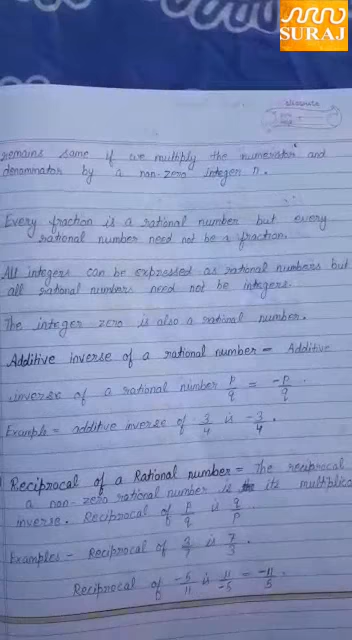 SURAJ
remains same if we multiply the numerator and
denominator by a non-zero integer n.
Every fraction is a rational number but every
rational number need not be a fraction.
All integers can be expressed as rational numbers but
all rational numbers need not be integers.
The integer zero is also a rational number.
Additive inverse of a rational number = Additive
inverse of a rational number p/q = -p/q.
Example = additive inverse of 3/4 is -3/4.
Reciprocal of a Rational number = The reciprocal
a non-zero rational number is its multiplica
inverse. Reciprocal of p/q is q/p
Examples - Reciprocal of 3/7 is 7/3.
Reciprocal of -5/11 is 11/-5 = -11/5.